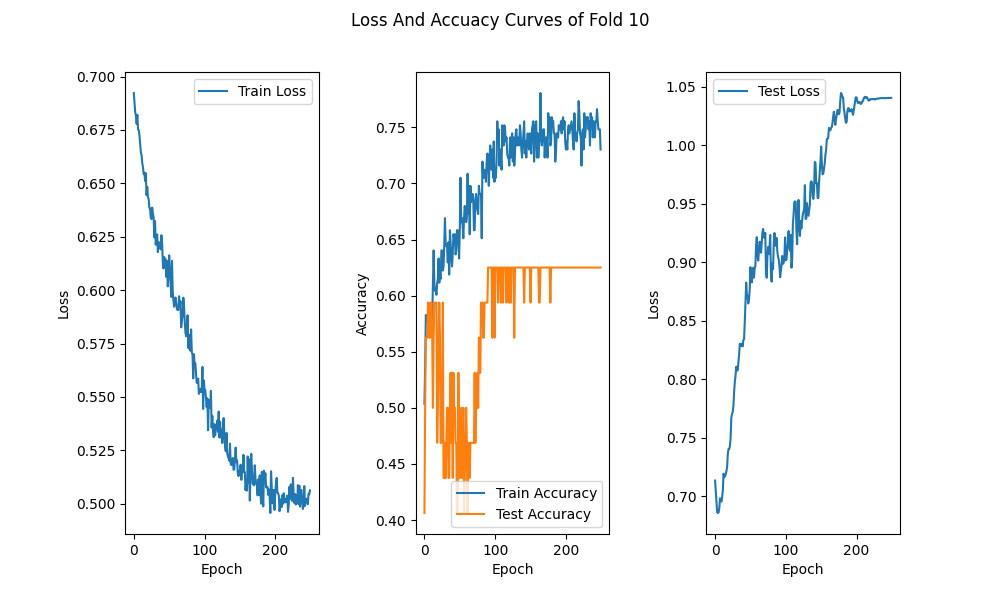 Loss And Accuacy Curves of Fold 10
0.700
0.675
0.650
0.625
0.600
0.575
0.550
0.525
0.500
Loss
0 100 200
Epoch
Train Loss
0.75
0.70
0.65
0.60
0.55
0.50
0.45
0.40
Accuracy
0 100 200
Epoch
Train Accuracy
Test Accuracy
1.05
1.00
0.95
0.90
0.85
0.80
0.75
0.70
Loss
0 100 200
Epoch
Test Loss